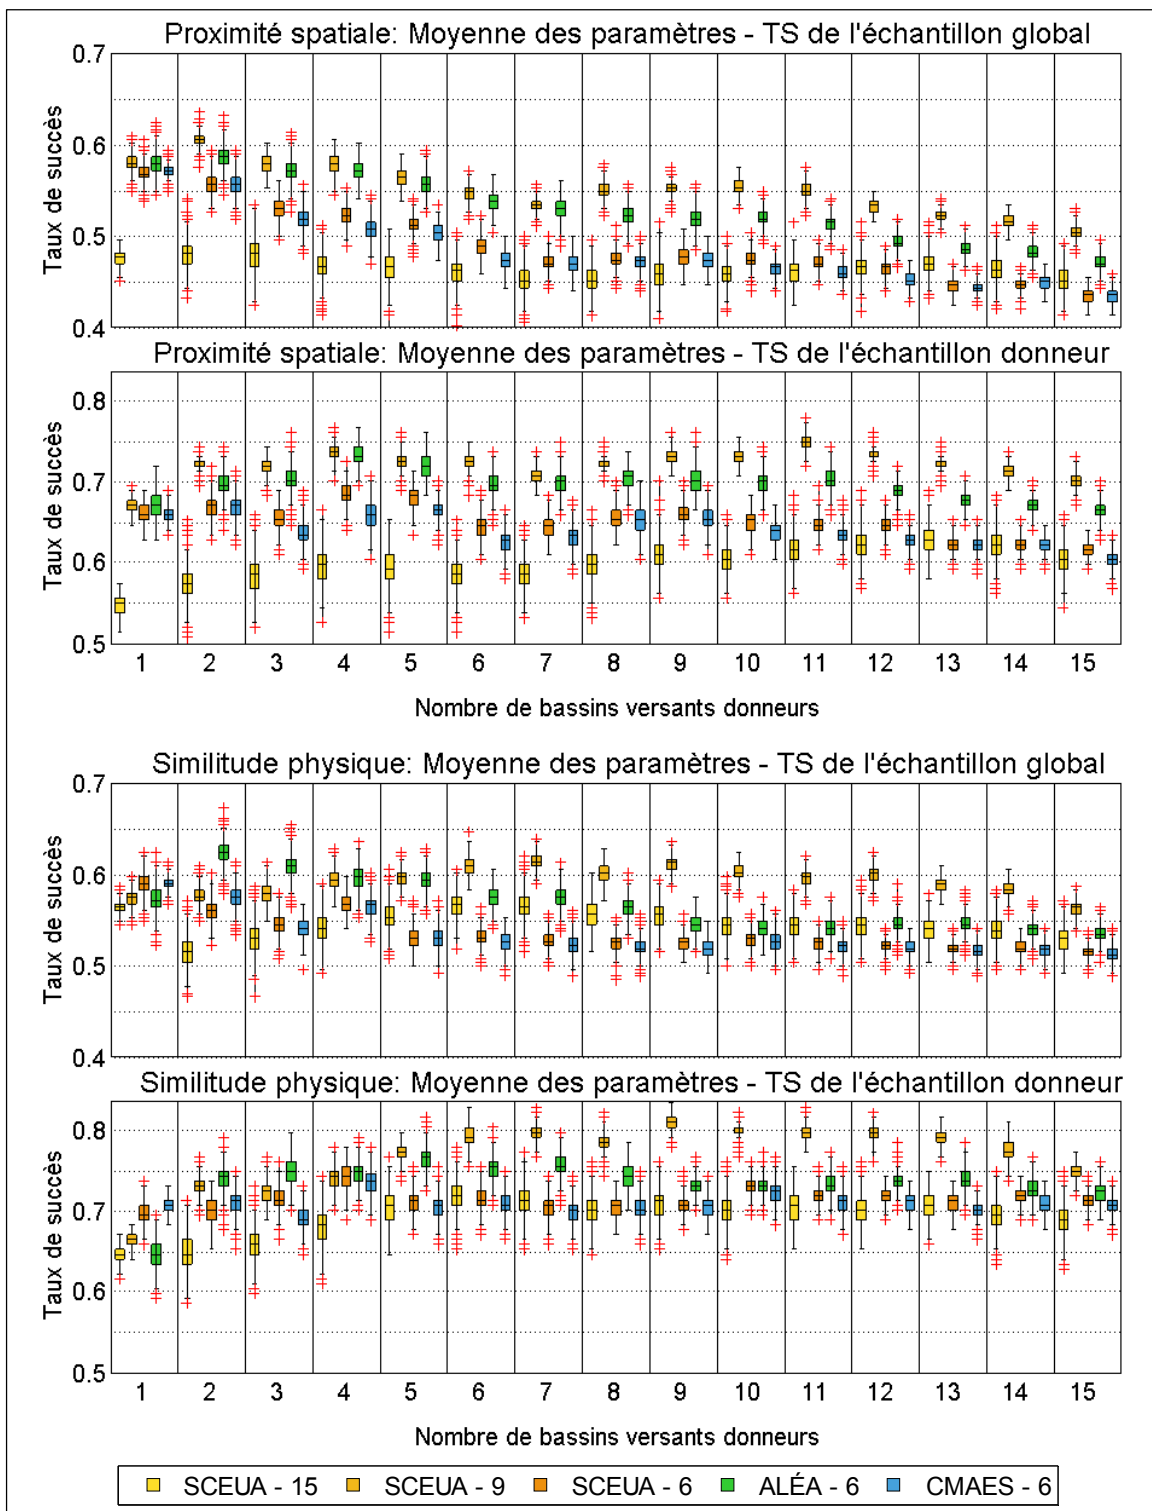 Proximité spatiale: Moyenne des paramètres - TS de l'échantillon global
Taux de succès
0.7
0.6
0.5
0.4
Proximité spatiale: Moyenne des paramètres - TS de l'échantillon donneur
Taux de succès
0.8
0.7
0.6
0.5
1 2 3 4 5 6 7 8 9 10 11 12 13 14 15
Nombre de bassins versants donneurs
Similitude physique: Moyenne des paramètres - TS de l'échantillon global
Taux de succès
0.7
0.6
0.5
0.4
Similitude physique: Moyenne des paramètres - TS de l'échantillon donneur
Taux de succès
0.8
0.7
0.6
0.5
1 2 3 4 5 6 7 8 9 10 11 12 13 14 15
Nombre de bassins versants donneurs
SCEUA - 15 SCEUA - 9 SCEUA - 6 ALÉA - 6 CMAES - 6